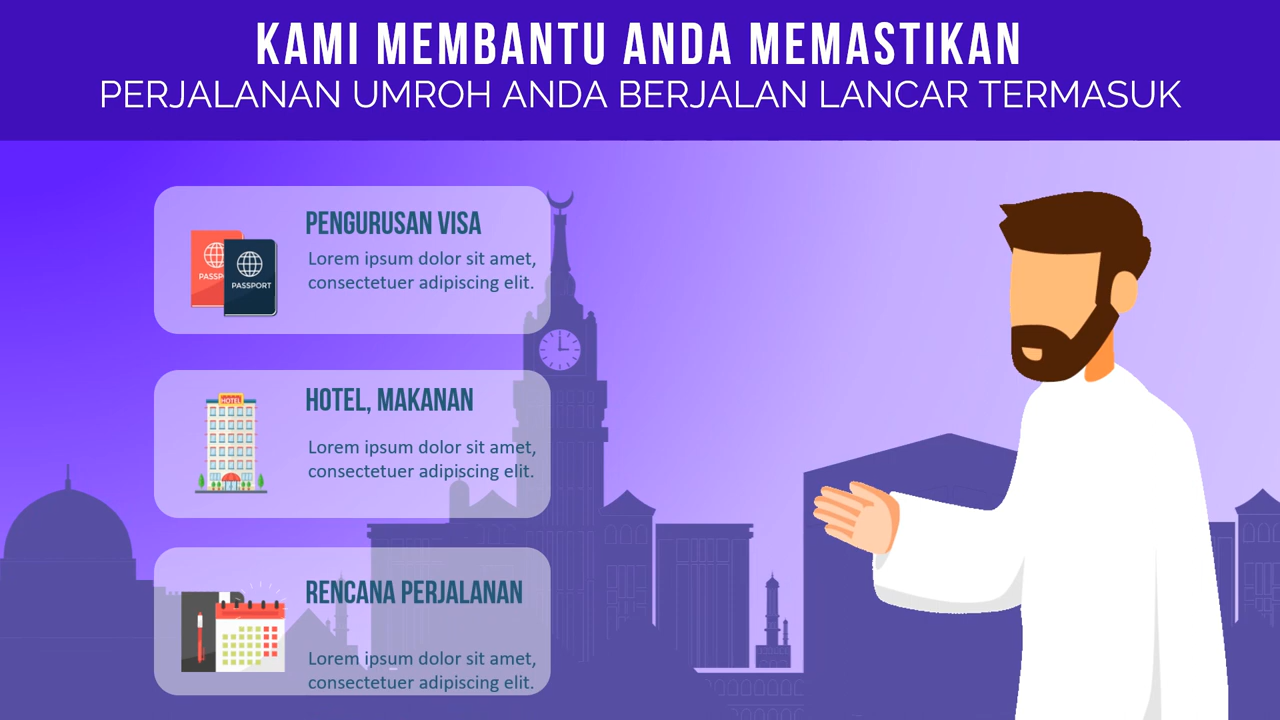 KAMI MEMBANTU ANDA MEMASTIKAN
PERJALANAN UMROH ANDA BERJALAN LANCAR TERMASUK
PENGURUSAN VISA
Lorem ipsum dolor sit amet,
consectetuer adipiscing elit.
PASSPO
PASSPORT
HOTEL, MAKANAN
Lorem ipsum dolor sit amet,
consectetuer adipiscing elit.
HOTEL
RENCANA PERJALANAN
Lorem ipsum dolor sit amet,
consectetuer adipiscing elit.